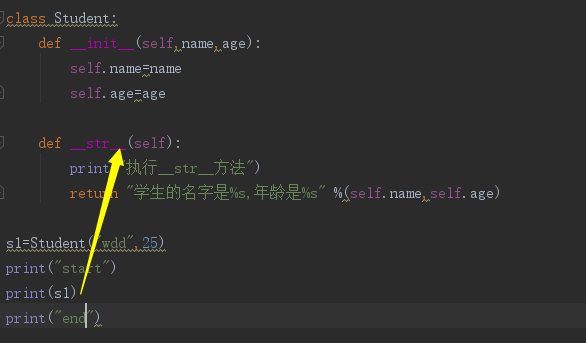 class Student:
def __init__(self,name,age):
self.name=name
self.age=age
def __str__(self):
print("执行__str__方法")
return "学生的名字是%s,年龄是%s" %(self.name,self.age)
s1=Student("wdd",25)
print("start")
print(s1)
print("end")